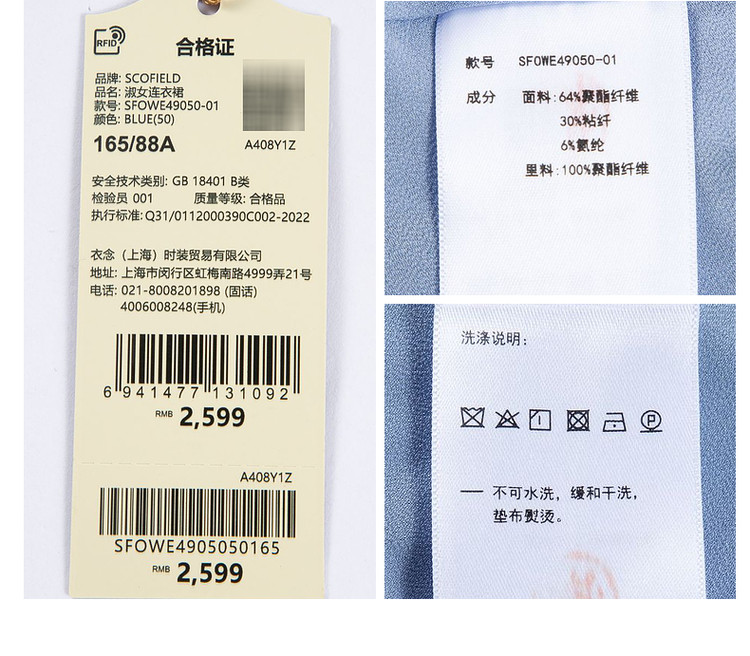 RFID
合格证
品牌: SCOFIELD
品名: 淑女连衣裙
款号: SFOWE49050-01
颜色: BLUE(50)
165/88A
A408Y1Z
安全技术类别: GB 18401 B类
检验员 001 质量等级: 合格品
执行标准: Q31/0112000390C002-2022
衣念（上海）时装贸易有限公司
地址: 上海市闵行区虹梅南路4999弄21号
电话: 021-8008201898 (固话)
4006008248(手机)
6 941477 131092
RMB 2,599
A408Y1Z
SFOWE4905050165
RMB 2,599
款号 SFOWE49050-01
成分 面料: 64%聚酯纤维
30%粘纤
6%氨纶
里料: 100%聚酯纤维
洗涤说明:
P
— 不可水洗，缓和干洗，
垫布熨烫。